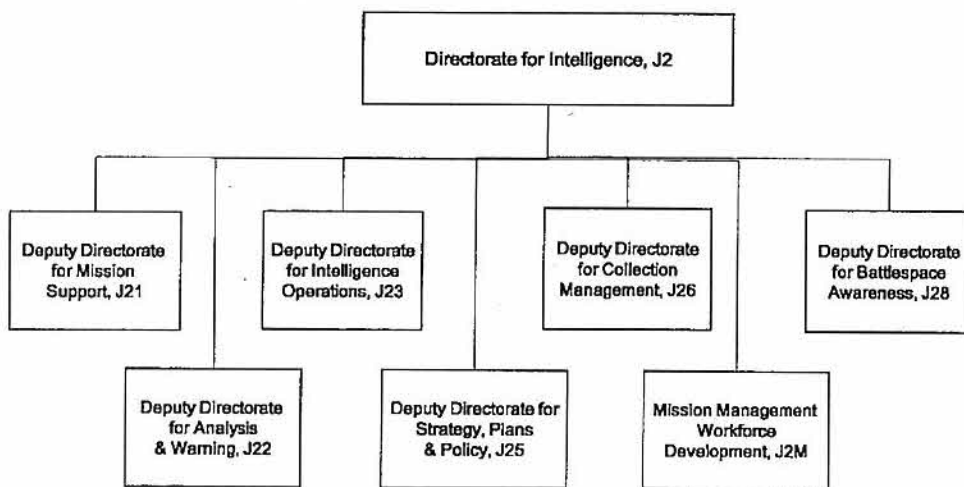 Directorate for Intelligence, J2
Deputy Directorate
for Mission
Support, J21
Deputy Directorate
for Intelligence
Operations, J23
Deputy Directorate
for Collection
Management, J26
Deputy Directorate
for Battlespace
Awareness, J28
Deputy Directorate
for Analysis
& Warning, J22
Deputy Directorate for
Strategy, Plans
& Policy, J25
Mission Management
Workforce
Development, J2M